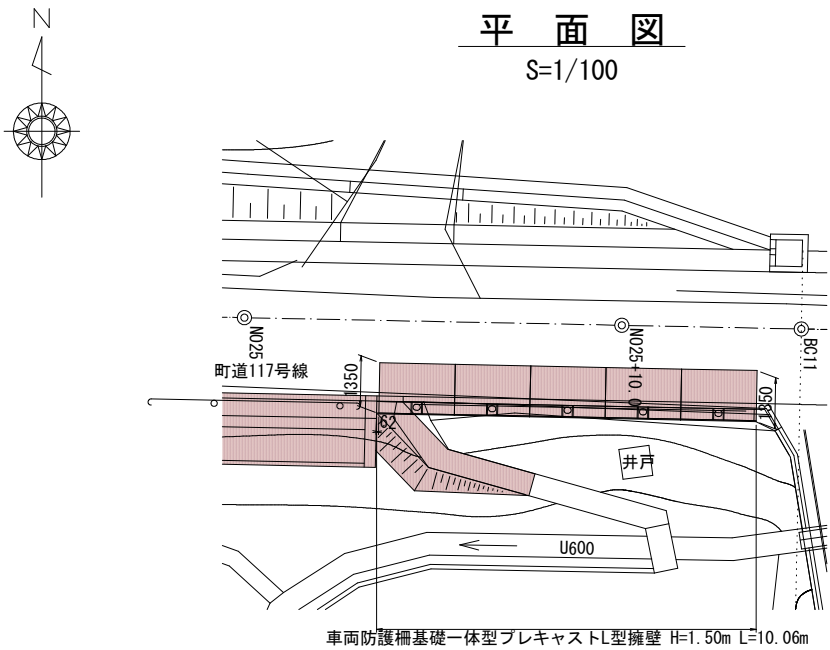 N
平面図
S=1/100
NO25
NO25+10.0
BC11
町道117号線
1350
1350
62
井戸
U600
車両防護柵基礎一体型プレキャストL型擁壁 H=1.50m L=10.06m